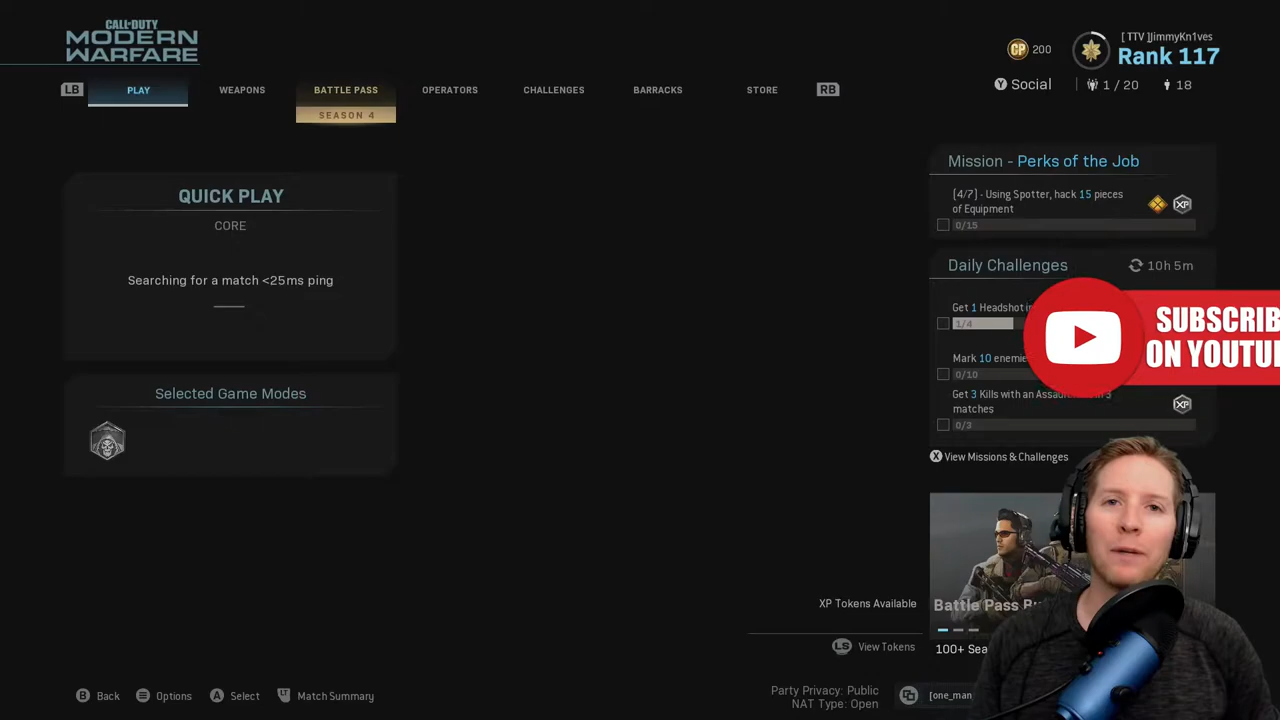 CALL OF DUTY
MODERN
WARFARE
CP 200
[ TTV ]JimmyKn1ves
Rank 117
Y Social
1 / 20
18
LB
PLAY
WEAPONS
BATTLE PASS
SEASON 4
OPERATORS
CHALLENGES
BARRACKS
STORE
RB
QUICK PLAY
CORE
Searching for a match <25ms ping
Selected Game Modes
Mission - Perks of the Job
[4/7] - Using Spotter, hack 15 pieces
of Equipment
XP
0/15
Daily Challenges
10h 5m
Get 1 Headshot in
1/4
Mark 10 enemie
0/10
Get 3 Kills with an
matches
XP
0/3
SUBSCRIB
ON YOUTU
X View Missions & Challenges
Battle Pass
100+ Sea
XP Tokens Available
LS View Tokens
B Back
Options
A Select
LT Match Summary
Party Privacy: Public
NAT Type: Open
[one_man